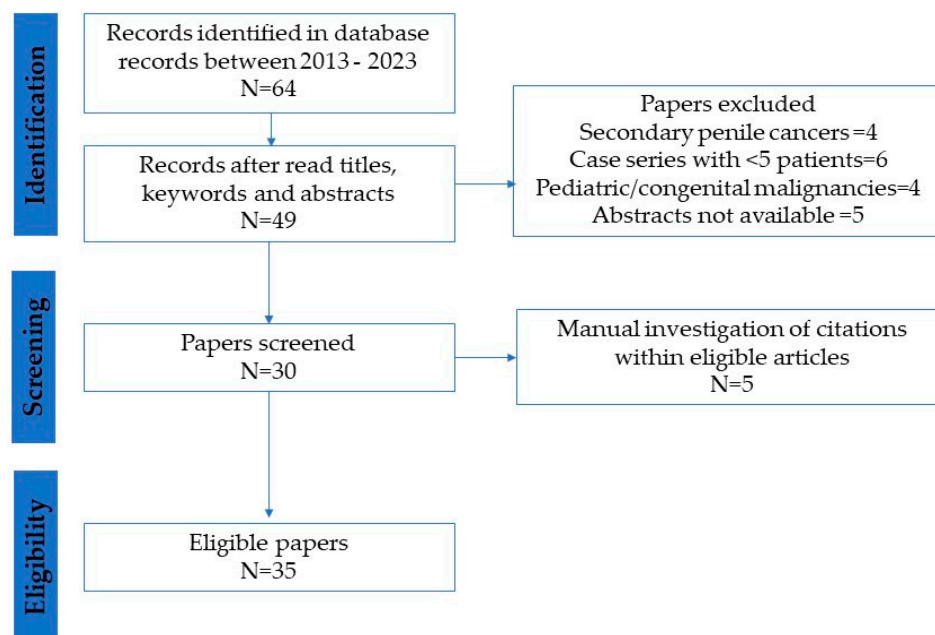 Identification
Records identified in database
records between 2013 - 2023
N=64
Records after read titles,
keywords and abstracts
N=49
Papers excluded
Secondary penile cancers =4
Case series with <5 patients=6
Pediatric/congenital malignancies=4
Abstracts not available =5
Screening
Papers screened
N=30
Manual investigation of citations
within eligible articles
N=5
Eligibility
Eligible papers
N=35